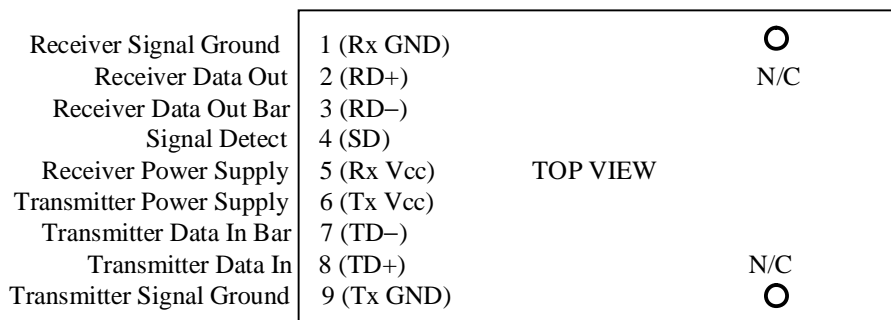 Receiver Signal Ground 1 (Rx GND)
Receiver Data Out 2 (RD+) N/C
Receiver Data Out Bar 3 (RD−)
Signal Detect 4 (SD)
Receiver Power Supply 5 (Rx Vcc) TOP VIEW
Transmitter Power Supply 6 (Tx Vcc)
Transmitter Data In Bar 7 (TD−)
Transmitter Data In 8 (TD+) N/C
Transmitter Signal Ground 9 (Tx GND)